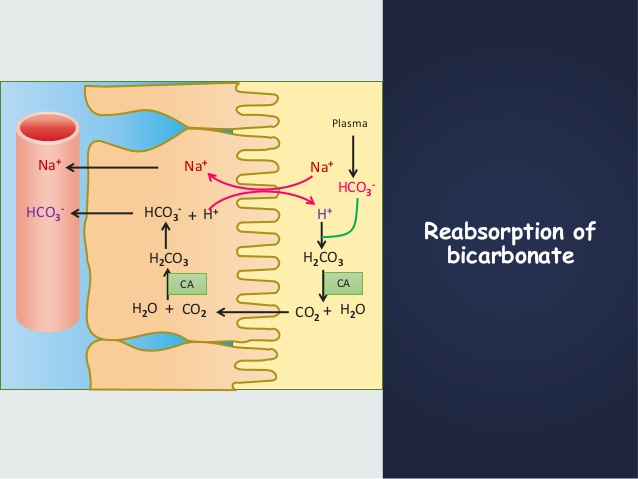 Plasma
Na⁺ Na⁺ Na⁺
HCO₃⁻
HCO₃⁻ HCO₃⁻ + H⁺ H⁺
H₂CO₃ H₂CO₃
CA CA
H₂O + CO₂ CO₂ + H₂O
Reabsorption of
bicarbonate